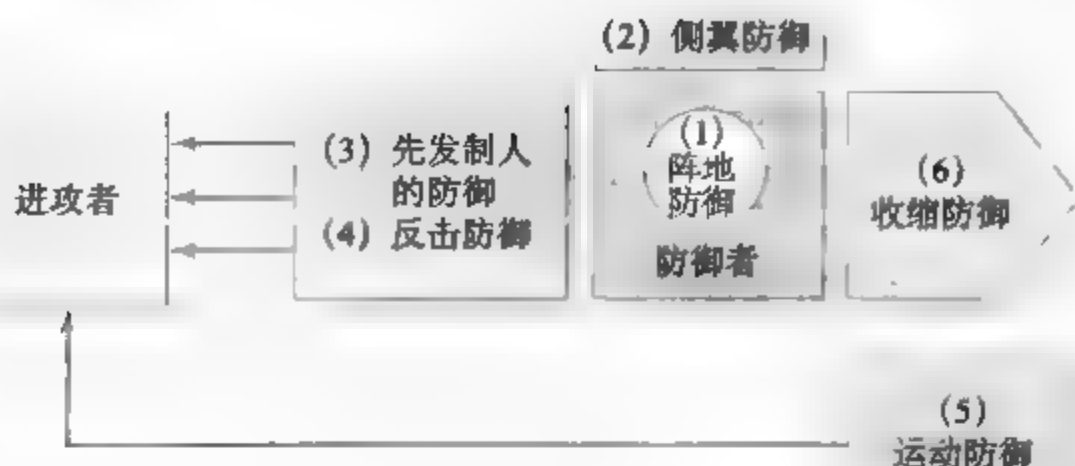 (2) 侧翼防御
进攻者
(3) 先发制人
的防御
(4) 反击防御
(1)
阵地
防御
防御者
(6)
收缩防御
(5)
运动防御